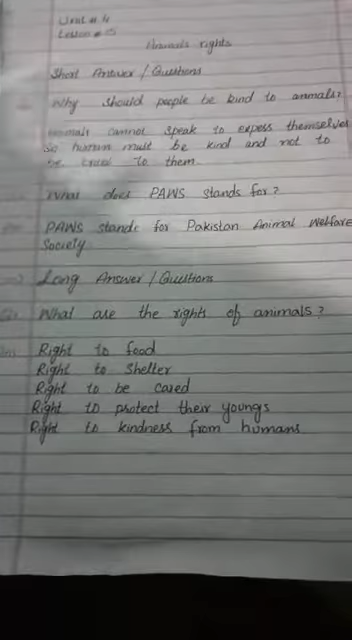 Unit # 4
Lesson # 15
Animals rights
Short Answer / Questions
Why should people be kind to animals?
Animals cannot speak to expess themselves
so human must be kind and not to
be cruel to them.
What does PAWS stands for?
PAWS stands for Pakistan Animal Welfare
Society
Long Answer / Questions
What are the rights of animals?
Right to food
Right to shelter
Right to be cared
Right to protect their youngs
Right to kindness from humans